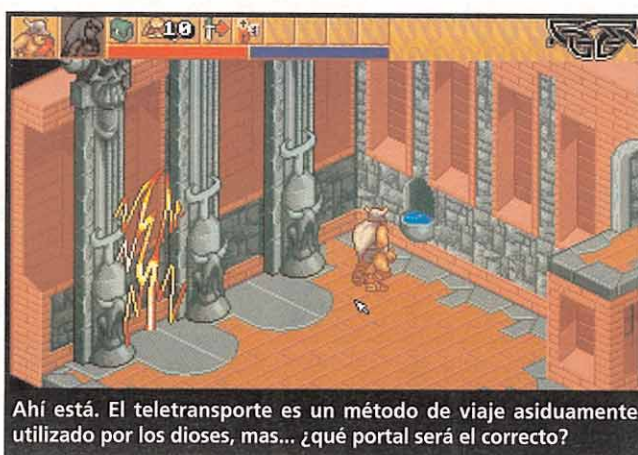 10
Ahí está. El teletransporte es un método de viaje asiduamente
utilizado por los dioses, mas... ¿qué portal será el correcto?